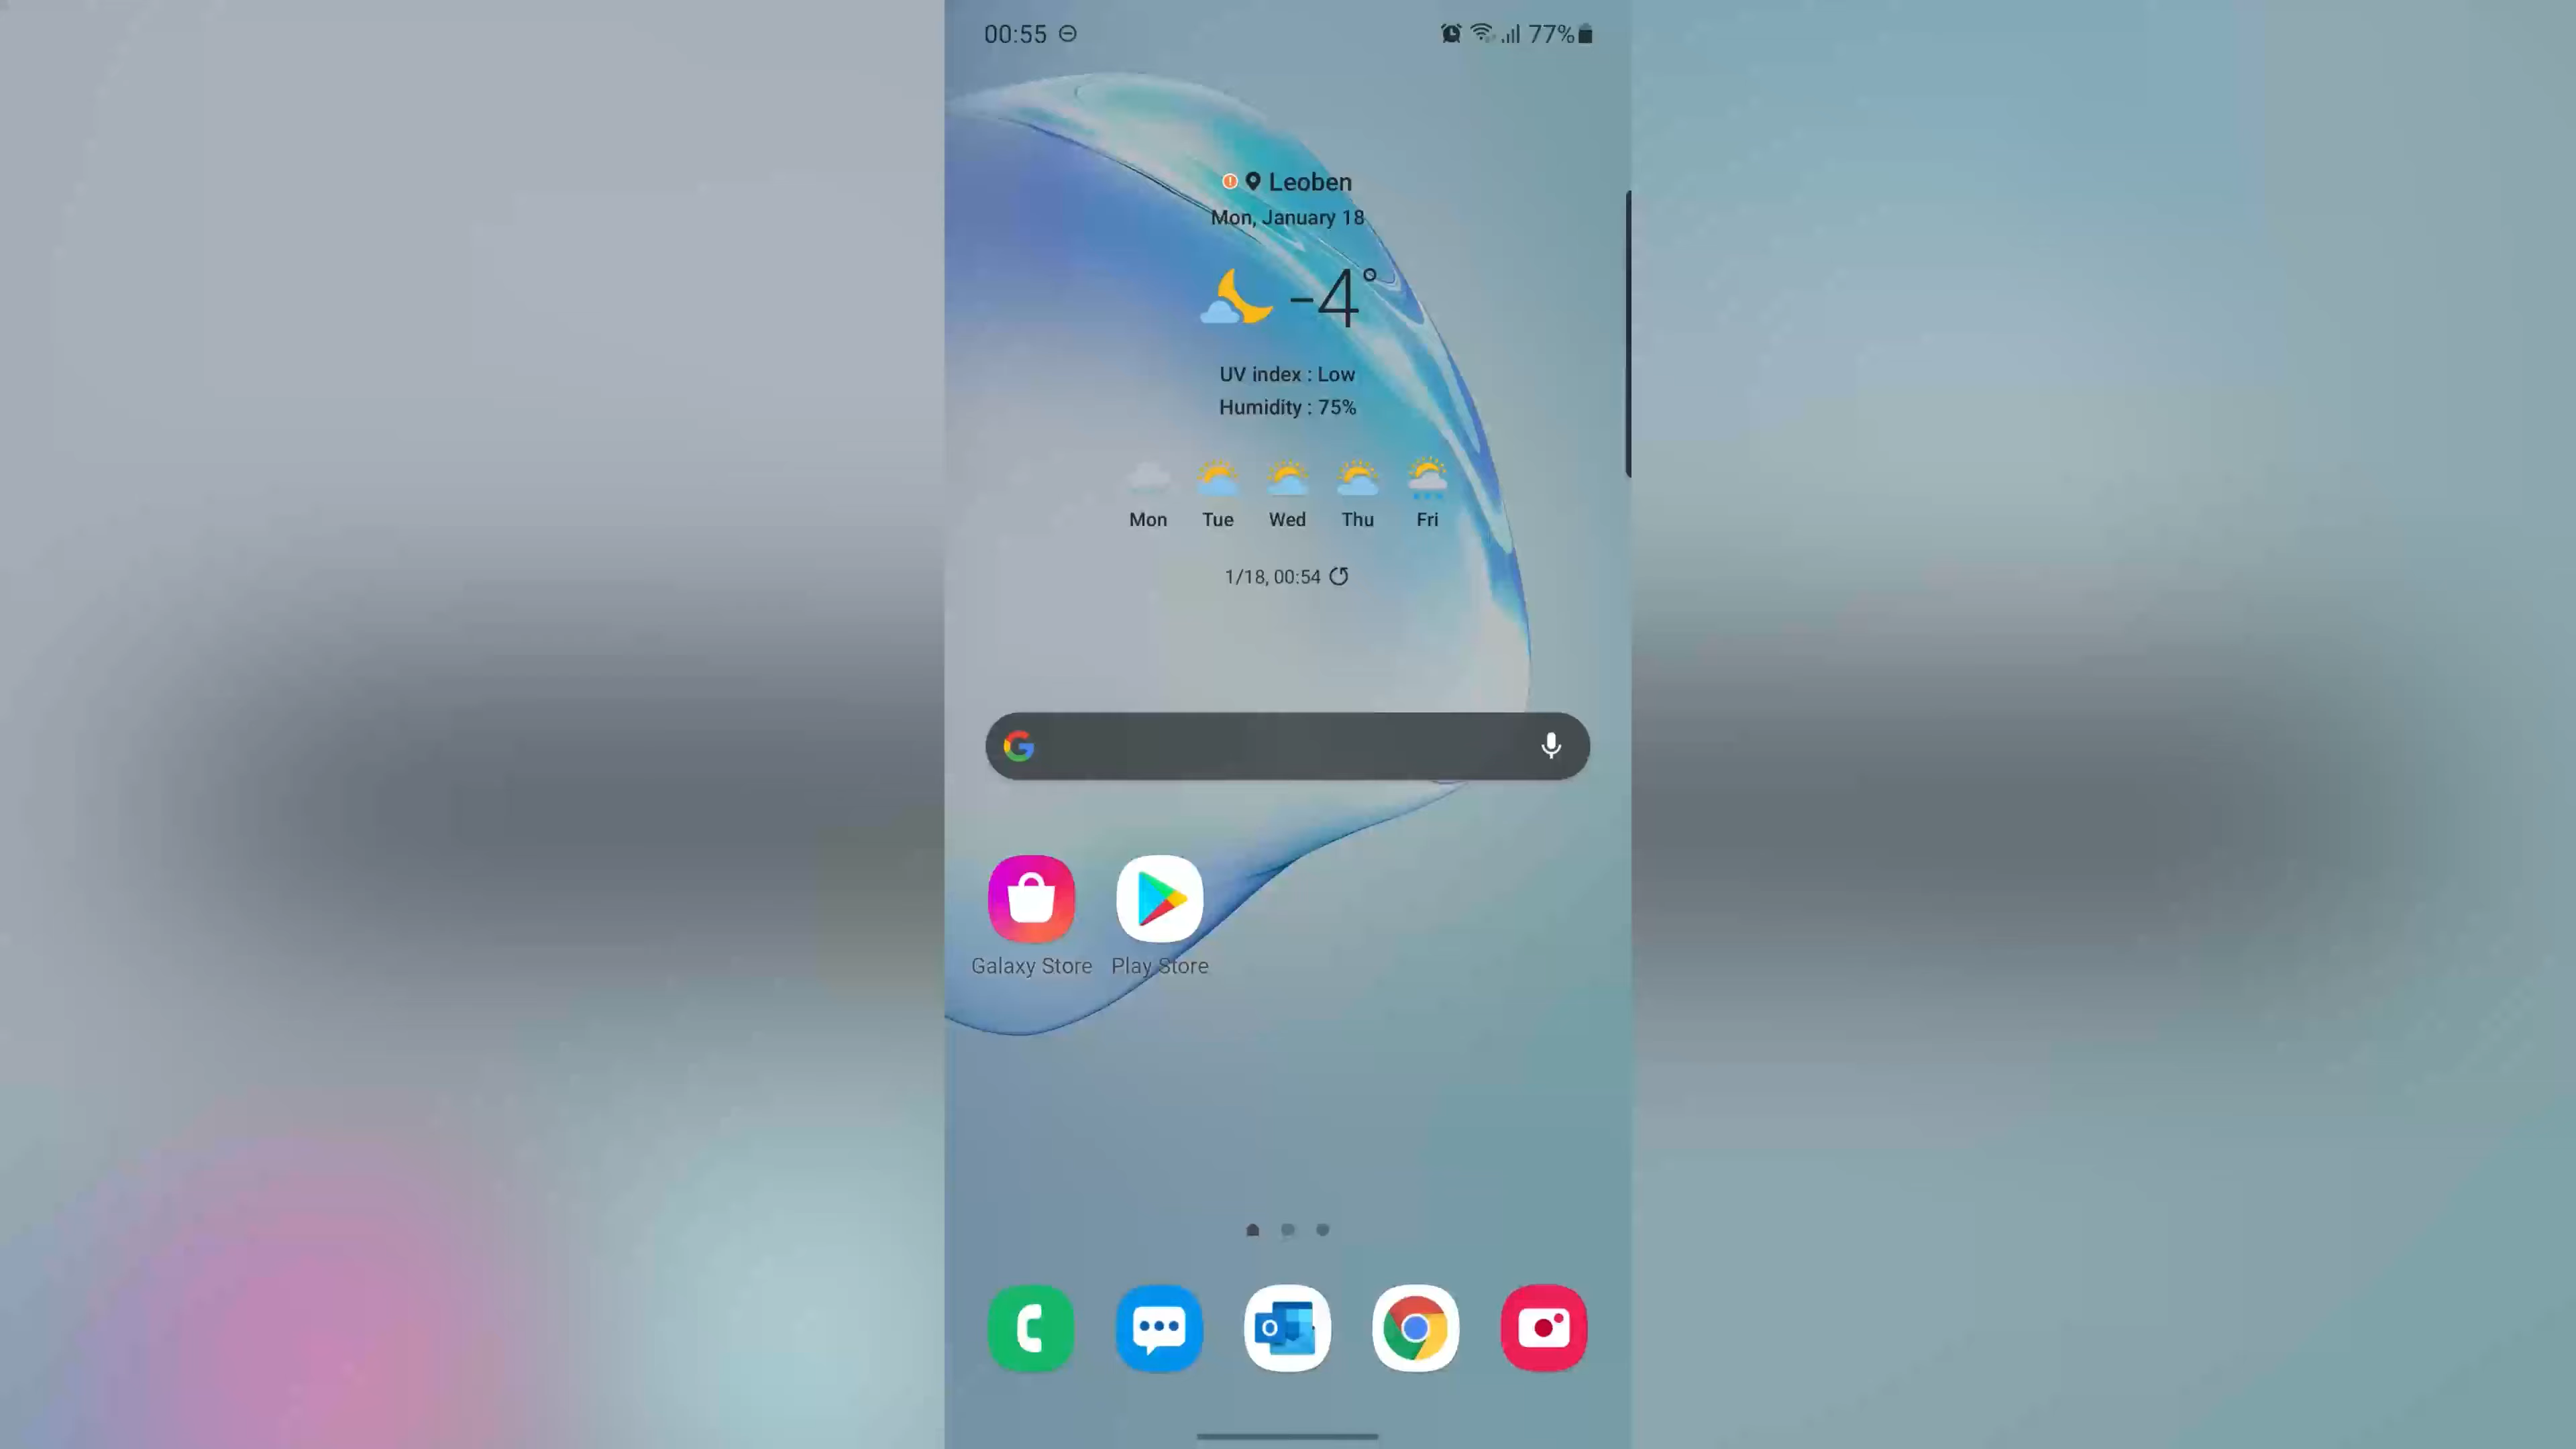 00:55
77%
Leoben
Mon, January 18
-4°
UV index : Low
Humidity : 75%
Mon Tue Wed Thu Fri
1/18, 00:54
Galaxy Store Play Store